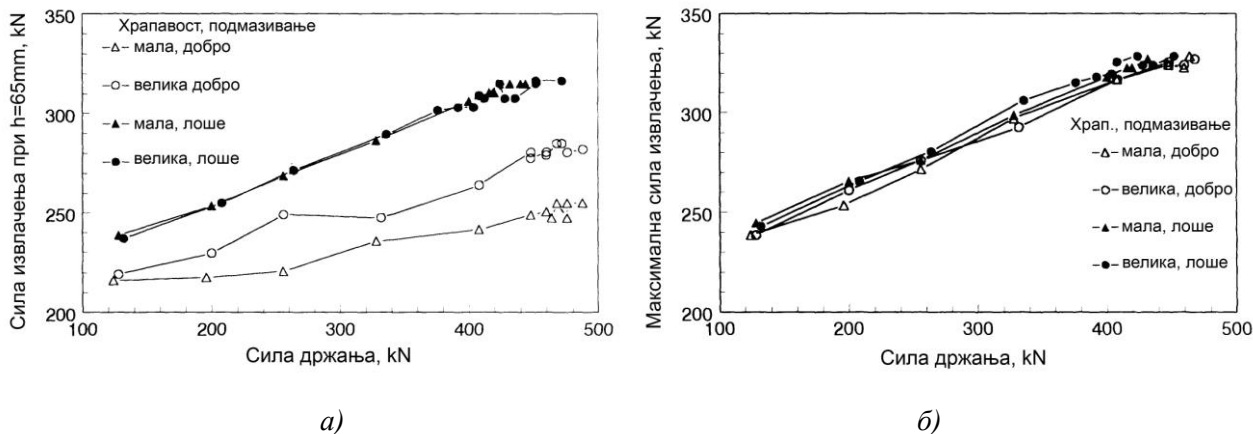 Сила извлачења при h=65mm, kN
350
300
250
200
Храпавост, подмазивање
мала, добро
велика добро
мала, лоше
велика, лоше
100
200
300
400
500
Сила држања, kN
а)
Максимална сила извлачења, kN
350
300
250
200
Храп., подмазивање
мала, добро
велика, добро
мала, лоше
велика, лоше
100
200
300
400
500
Сила држања, kN
б)